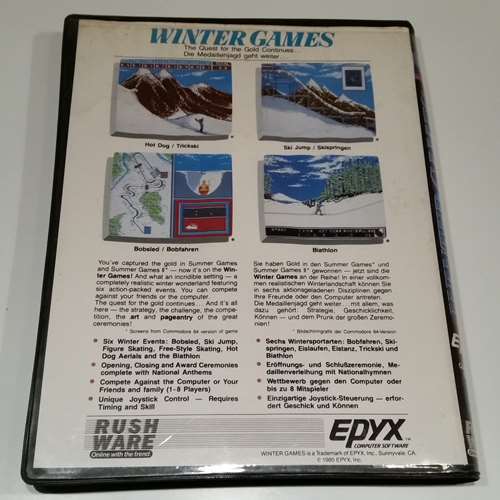 WINTER GAMES
The Quest for the Gold Continues...
Die Medaillenjagd geht winter.
Hot Dog / Trickski
Ski Jump / Skispringen
Bobsled / Bobfahren
Biathlon
You've captured the gold in Summer Games
and Summer Games II* — now it's on the Win-
ter Games! And what an incredible setting — a
completely realistic winter wonderland featuring
six action-backed events. You can compete
against your friends or the computer.
The quest for the gold continues ... And it's all
here — the strategy, the challenge, the compe-
tition, the art and pageentry of the great
ceremonies!
* Screens from Commodore 64 version of game
• Six Winter Events: Bobsled, Ski Jump,
Figure Skating, Free-Style Skating, Hot
Dog Aerials and the Biathlon
• Opening, Closing and Award Ceremonies
complete with National Anthems
• Compete Against the Computer or Your
Friends and family (1-8 Players)
• Unique Joystick Control — Requires
Timing and Skill
Sie haben Gold in den Summer Games* und
Summer Games II* gewonnen — jetzt sind die
Winter Games an der Reihe! In einer vollkom-
men realistischen Winterlandschaft können Sie
in sechs aktionsgeladenen Disziplinen gegen
Ihre Freunde oder den Computer antreten.
Die Medaillenjagd geht weiter ... mit allem, was
dazu gehört: Strategie, Geschicklichkeit,
Können — und dem Prunk der großen Zeremo-
nien!
* Bildschirmgrafik der Commodore 64-Version
• Sechs Wintersportarten: Bobfahren, Ski-
springen, Eislaufen, Eistanz, Trickski und
Biathlon
• Eröffnungs- und Schlußzeremonie, Me-
daillenverleihung mit Nationalhymnen
• Wettbewerb gegen den Computer oder
bis zu 8 Mitspieler
• Einzigartige Joystick-Steuerung — erfor-
dert Geschick und Können
RUSH
WARE
Online with the trend
EPYX
COMPUTER SOFTWARE
WINTER GAMES is a Trademark of EPYX, Inc., Sunnyvale, CA.
© 1985 EPYX, Inc.